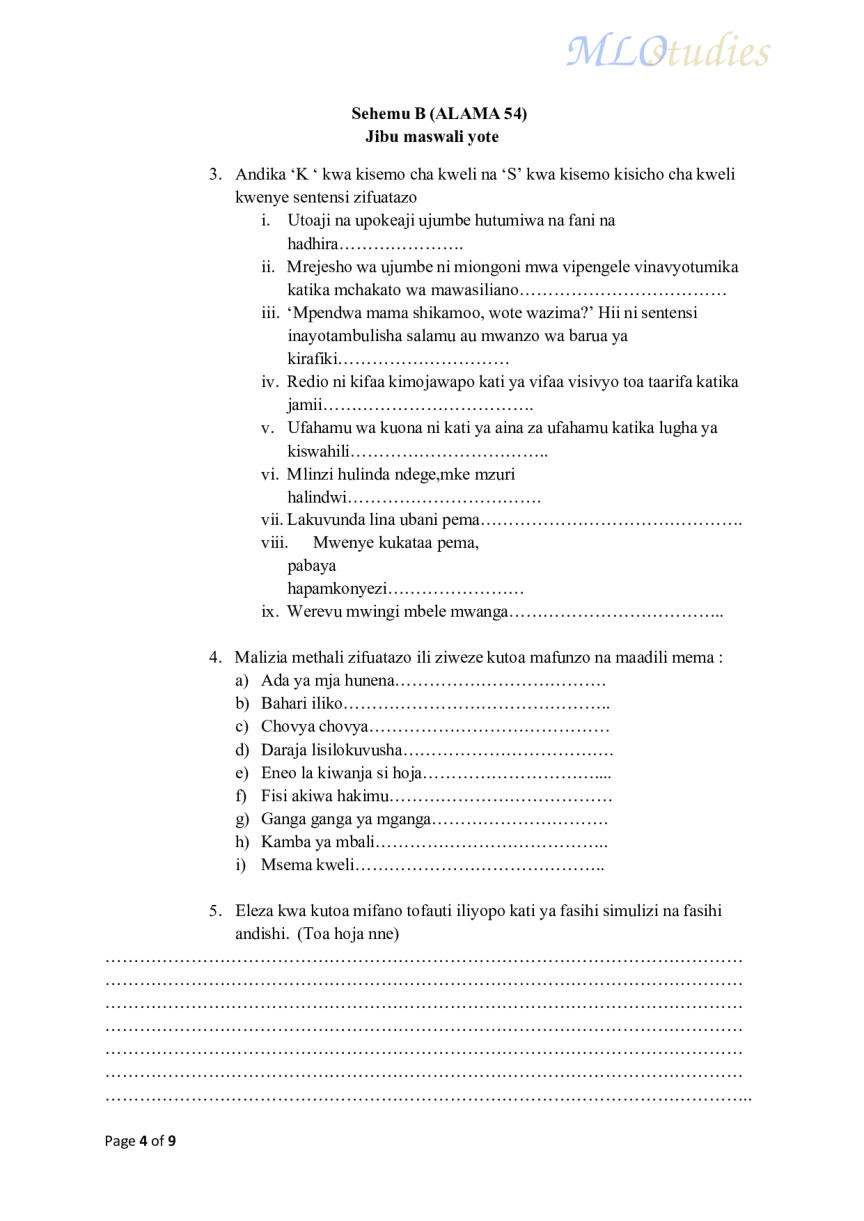 MLOstudies
Sehemu B (ALAMA 54)
Jibu maswali yote
3. Andika ‘K ‘ kwa kisemo cha kweli na ‘S’ kwa kisemo kisicho cha kweli
kwenye sentensi zifuatazo
i. Utoaji na upokeaji ujumbe hutumiwa na fani na
hadhira………………….
ii. Mrejesho wa ujumbe ni miongoni mwa vipengele vinavyotumika
katika mchakato wa mawasiliano………………………………
iii. ‘Mpendwa mama shikamoo, wote wazima?’ Hii ni sentensi
inayotambulisha salamu au mwanzo wa barua ya
kirafiki…………………………
iv. Redio ni kifaa kimojawapo kati ya vifaa visivyo toa taarifa katika
jamii……………………………….
v. Ufahamu wa kuona ni kati ya aina za ufahamu katika lugha ya
kiswahili……………………………..
vi. Mlinzi hulinda ndege,mke mzuri
halindwi…………………………….
vii. Lakuvunda lina ubani pema……………………………………….
viii. Mwenye kukataa pema,
pabaya
hapamkonyezi……………………
ix. Werevu mwingi mbele mwanga………………………………..
4. Malizia methali zifuatazo ili ziweze kutoa mafunzo na maadili mema :
a) Ada ya mja hunena……………………………….
b) Bahari iliko………………………………………..
c) Chovya chovya……………………………………
d) Daraja lisilokuvusha………………………………
e) Eneo la kiwanja si hoja…………………………....
f) Fisi akiwa hakimu…………………………………
g) Ganga ganga ya mganga………………………….
h) Kamba ya mbali…………………………………..
i) Msema kweli……………………………………..
5. Eleza kwa kutoa mifano tofauti iliyopo kati ya fasihi simulizi na fasihi
andishi. (Toa hoja nne)
…………………………………………………………………………………………………
…………………………………………………………………………………………………
…………………………………………………………………………………………………
…………………………………………………………………………………………………
…………………………………………………………………………………………………
…………………………………………………………………………………………………
…………………………………………………………………………………………………..
Page 4 of 9